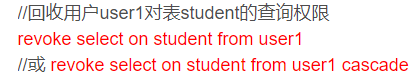 //回收用户user1对表student的查询权限
revoke select on student from user1
//或 revoke select on student from user1 cascade